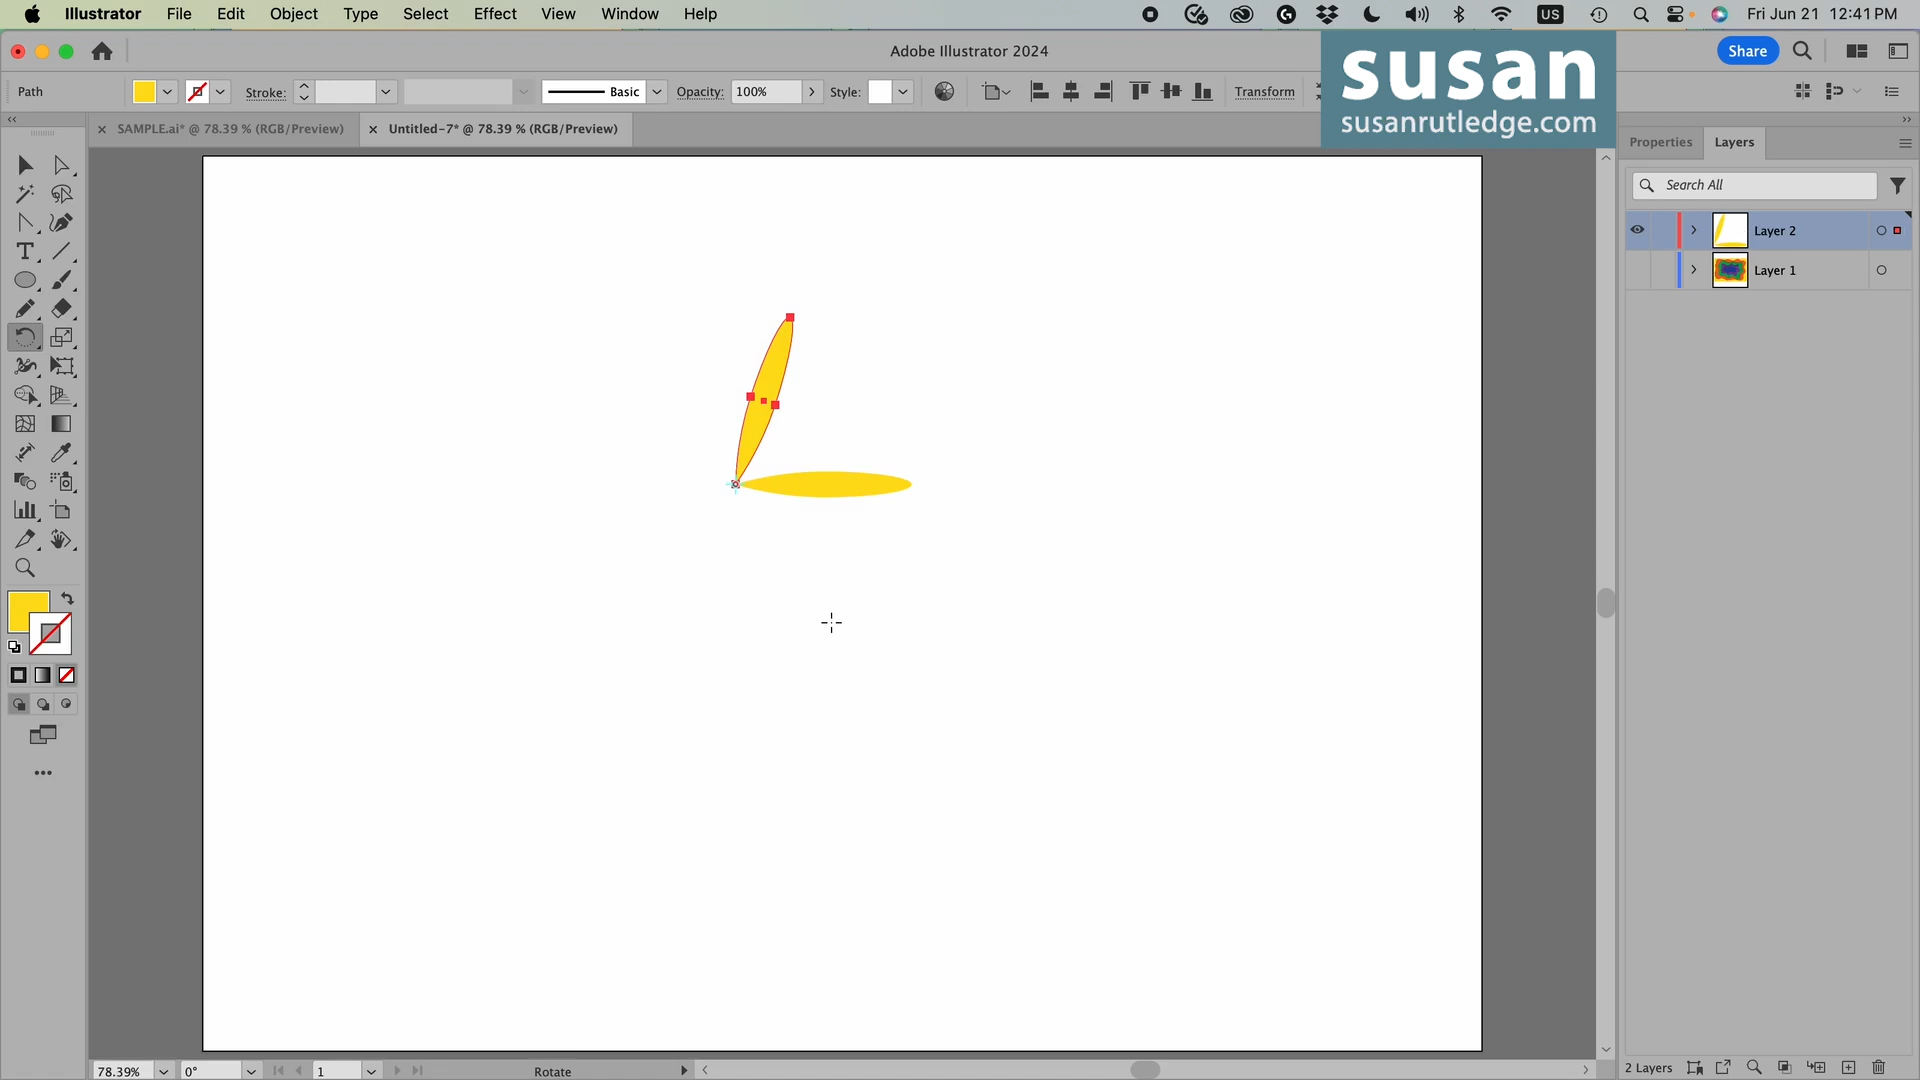 Illustrator File Edit Object Type Select Effect View Window Help US Fri Jun 21 12:41 PM
Adobe Illustrator 2024
Share
susan
susanrutledge.com
Path Stroke: Basic Opacity: 100% Style: Transform
SAMPLE.ai* @ 78.39 % (RGB/Preview) Untitled-7* @ 78.39 % (RGB/Preview)
Properties Layers
Search All
Layer 2
Layer 1
78.39% 0° 1 Rotate 2 Layers